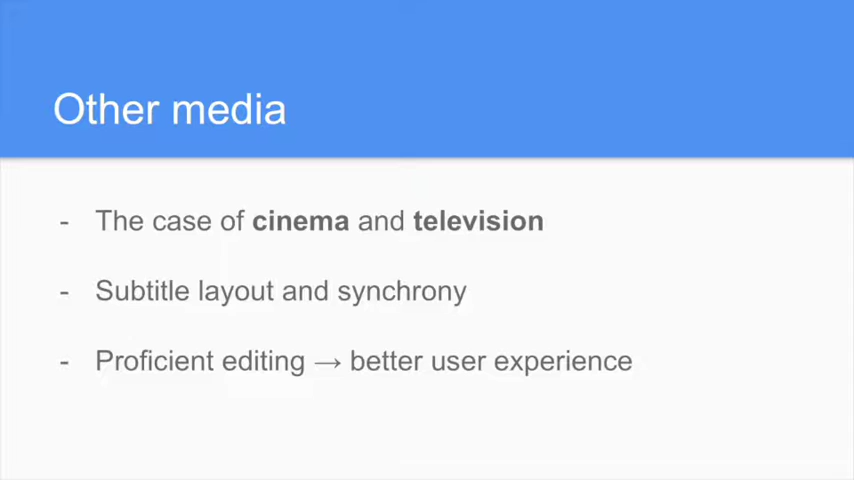 Other media
- The case of cinema and television
- Subtitle layout and synchrony
- Proficient editing → better user experience